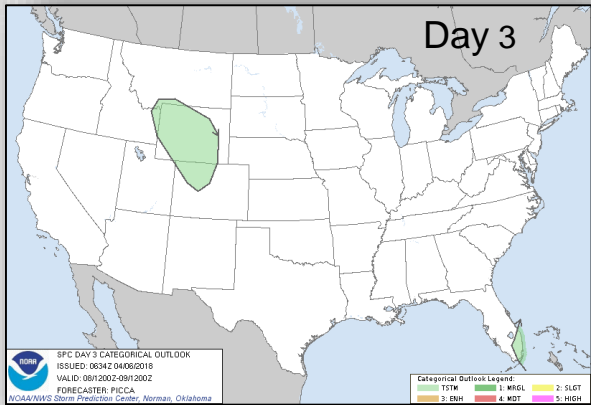 Day 3
NOAA
SPC DAY 3 CATEGORICAL OUTLOOK
ISSUED: 0634Z 04/06/2018
VALID: 08/1200Z-09/1200Z
FORECASTER: PICCA
NOAA/NWS Storm Prediction Center, Norman, Oklahoma
Categorical Outlook Legend:
TSTM 1: MRGL 2: SLGT
3: ENH 4: MDT 5: HIGH